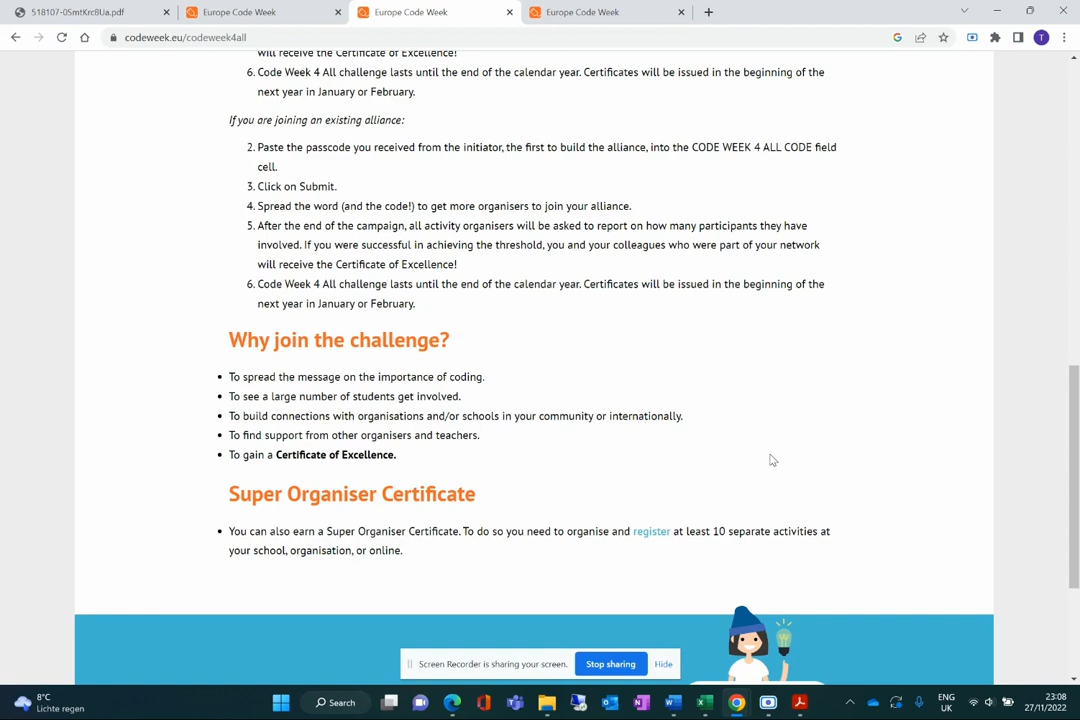 518107-0SmtKrc8Ua.pdf
Europe Code Week
Europe Code Week
Europe Code Week
codeweek.eu/codeweek4all
T
will receive the Certificate of Excellence!
6. Code Week 4 All challenge lasts until the end of the calendar year. Certificates will be issued in the beginning of the
next year in January or February.
If you are joining an existing alliance:
2. Paste the passcode you received from the initiator, the first to build the alliance, into the CODE WEEK 4 ALL CODE field
cell.
3. Click on Submit.
4. Spread the word (and the code!) to get more organisers to join your alliance.
5. After the end of the campaign, all activity organisers will be asked to report on how many participants they have
involved. If you were successful in achieving the threshold, you and your colleagues who were part of your network
will receive the Certificate of Excellence!
6. Code Week 4 All challenge lasts until the end of the calendar year. Certificates will be issued in the beginning of the
next year in January or February.
Why join the challenge?
• To spread the message on the importance of coding.
• To see a large number of students get involved.
• To build connections with organisations and/or schools in your community or internationally.
• To find support from other organisers and teachers.
• To gain a Certificate of Excellence.
Super Organiser Certificate
• You can also earn a Super Organiser Certificate. To do so you need to organise and register at least 10 separate activities at
your school, organisation, or online.
Screen Recorder is sharing your screen.
Stop sharing
Hide
8°C
Lichte regen
Search
ENG
UK
23:08
27/11/2022